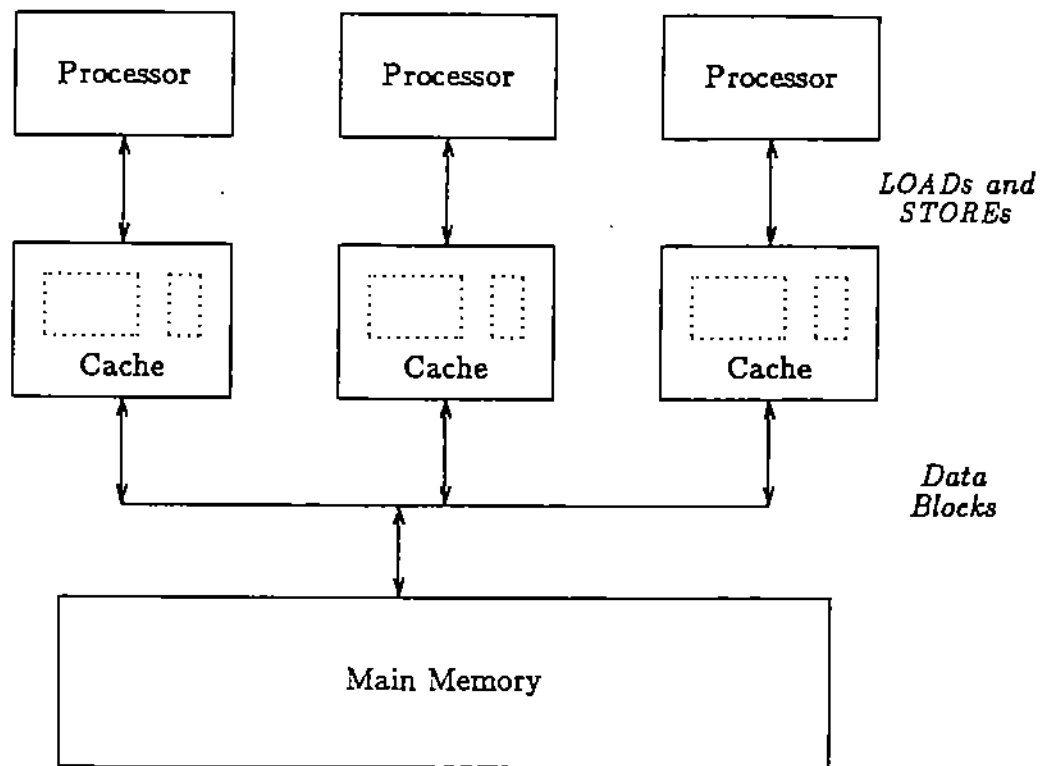 Processor
Processor
Processor
LOADs and
STOREs
Cache
Cache
Cache
Data
Blocks
Main Memory